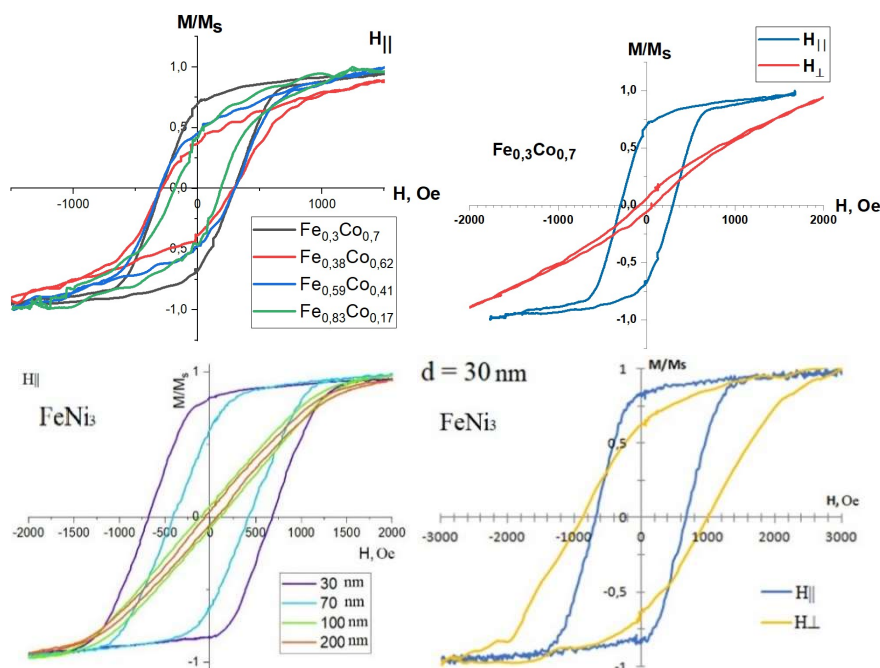 M/Ms
H||
1,0
0,5
0,0
0,5
-1,0
-1000
1000
H, Oe
Fe0,3Co0,7
Fe0,38Co0,62
Fe0,59Co0,41
Fe0,83Co0,17
H||
H⊥
M/Ms
1,0
0,5
Fe0,3Co0,7
0,0
-2000
-1000
0
1000
2000
H, Oe
-0,5
-1,0
H||
FeNi3
M/Ms
1
0
-2000
-1500
-1000
-500
0
500
1000
1500
2000
H, Oe
-1
30 nm
70 nm
100 nm
200 nm
d = 30 nm
FeNi3
M/Ms
1
0,5
0
H, Oe
-3000
-2000
-1000
0
1000
2000
3000
-0,5
-1
H||
H⊥